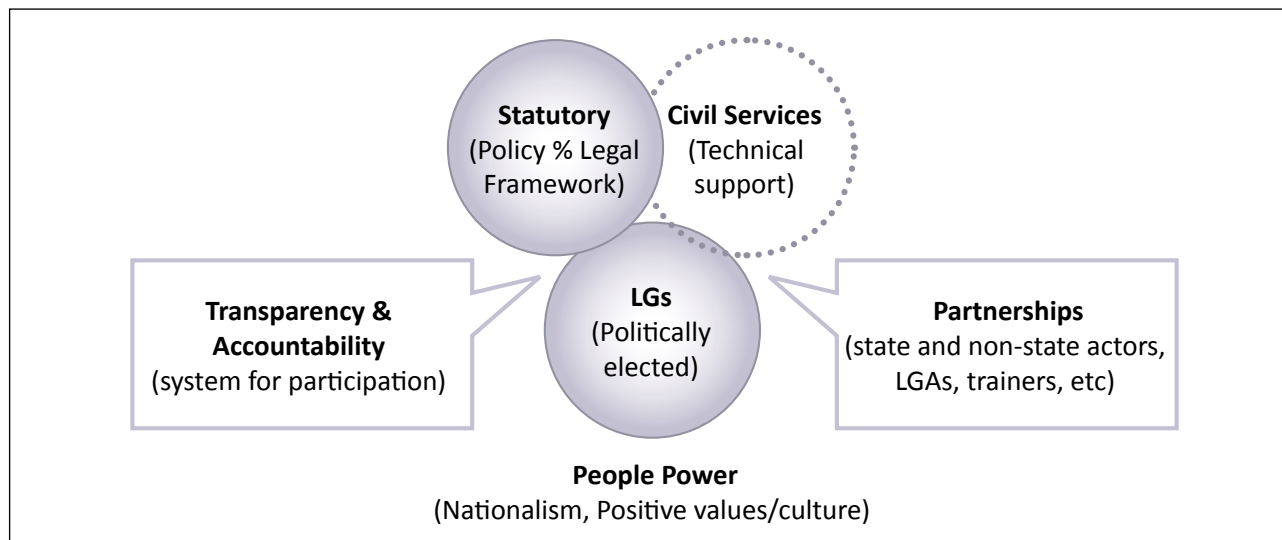 Statutory
(Policy % Legal
Framework)
Civil Services
(Technical
support)
Transparency &
Accountability
(system for participation)
LGs
(Politically
elected)
Partnerships
(state and non-state actors,
LGAs, trainers, etc)
People Power
(Nationalism, Positive values/culture)